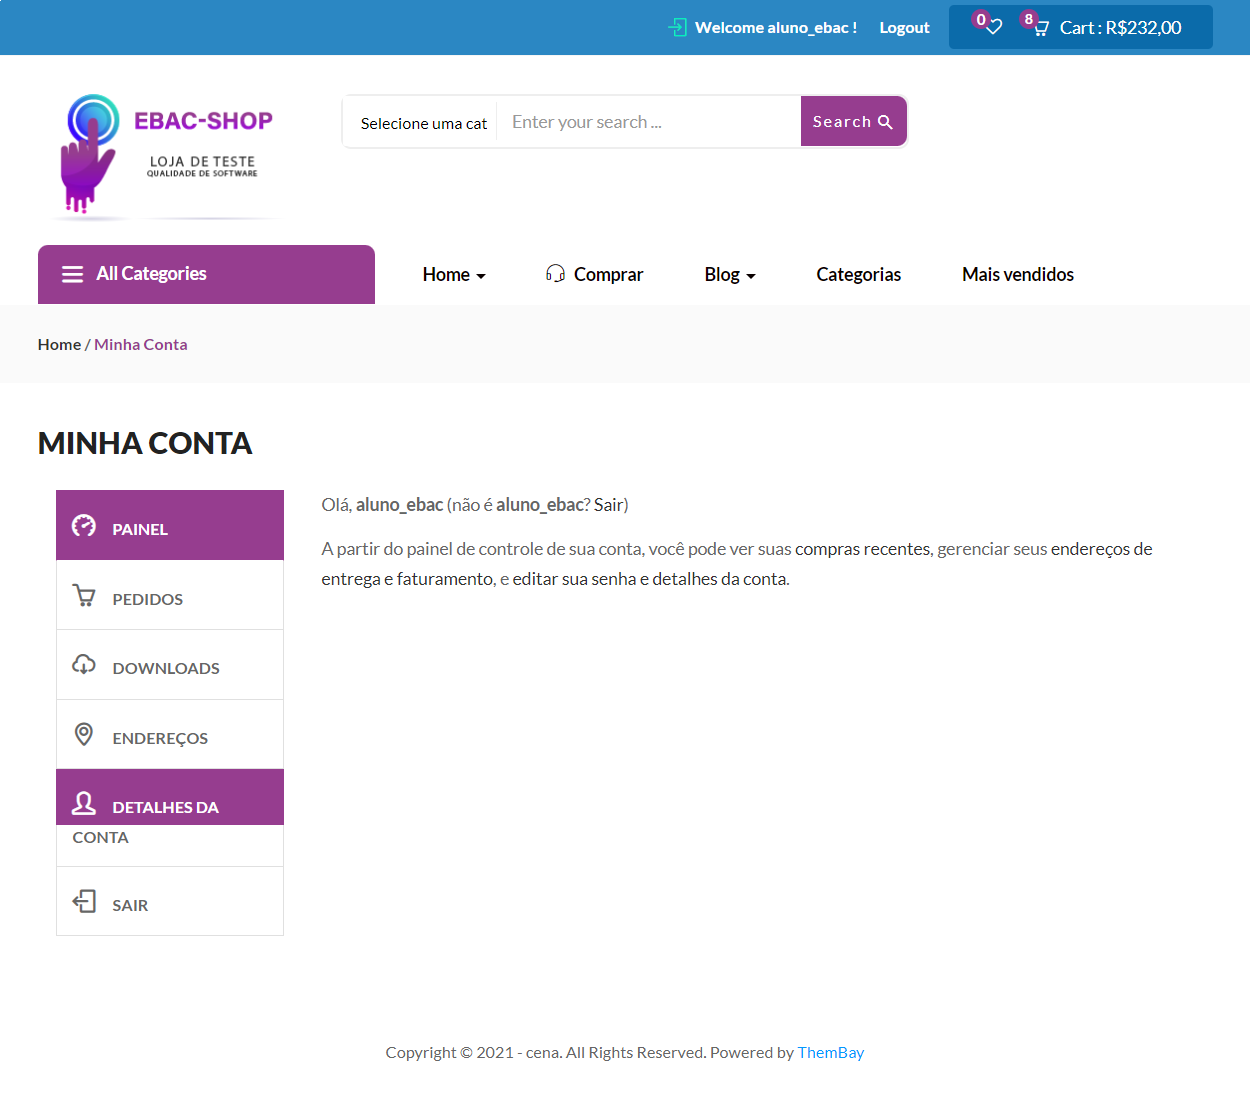 Welcome aluno_ebac !
Logout
0
8
Cart : R$232,00
EBAC-SHOP
LOJA DE TESTE
QUALIDADE DE SOFTWARE
Selecione uma cat
Enter your search ...
Search
All Categories
Home
Comprar
Blog
Categorias
Mais vendidos
Home / Minha Conta
MINHA CONTA
PAINEL
PEDIDOS
DOWNLOADS
ENDEREÇOS
DETALHES DA
CONTA
SAIR
Olá, aluno_ebac (não é aluno_ebac? Sair)
A partir do painel de controle de sua conta, você pode ver suas compras recentes, gerenciar seus endereços de
entrega e faturamento, e editar sua senha e detalhes da conta.
Copyright © 2021 - cena. All Rights Reserved. Powered by ThemBay